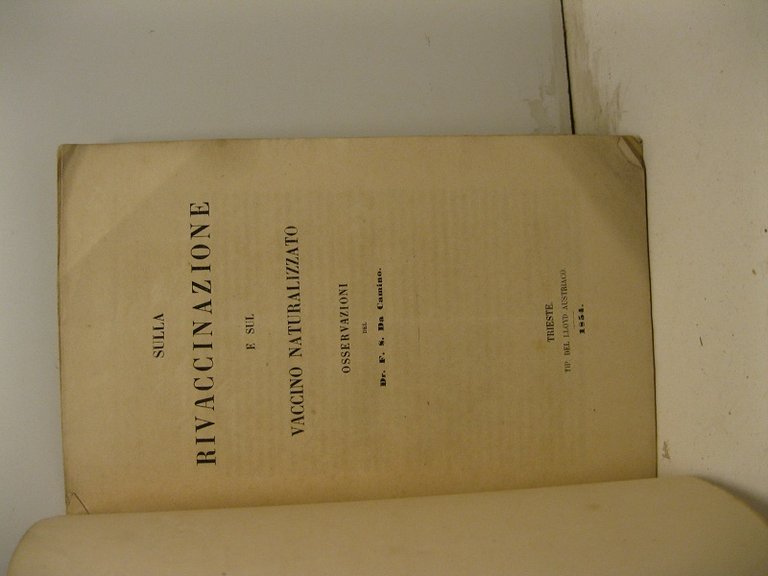 SULLA
RIVACCINAZIONE
E SUL
VACCINO NATURALIZZATO
OSSERVAZIONI
DEL
Dr. F. S. Da Camino.
TRIESTE.
TIP. DEL LLOYD AUSTRIACO.
1854.